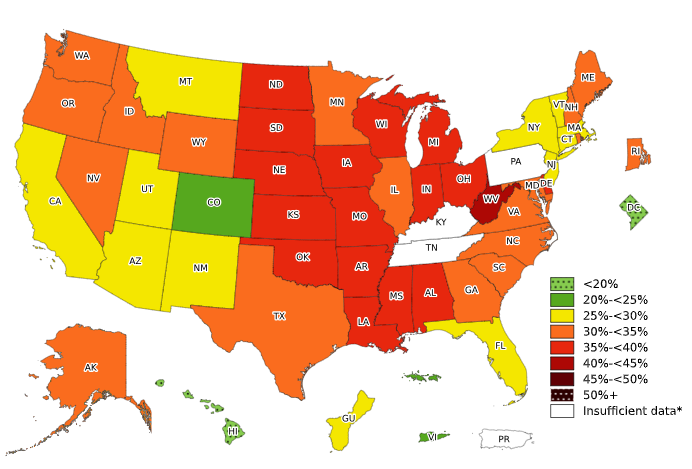 WA
ME
MT
ND
OR
MN
ID
VT
NH
SD
WI
NY
MA
WY
MI
CT
IA
PA
RI
NE
NJ
NV
OH
UT
IL
IN
MD
DE
CA
CO
WV
DC
KS
MO
VA
KY
NC
TN
AZ
OK
NM
AR
SC
GA
MS
AL
TX
LA
FL
AK
GU
HI
VI
PR
<20%
20%-<25%
25%-<30%
30%-<35%
35%-<40%
40%-<45%
45%-<50%
50%+
Insufficient data*